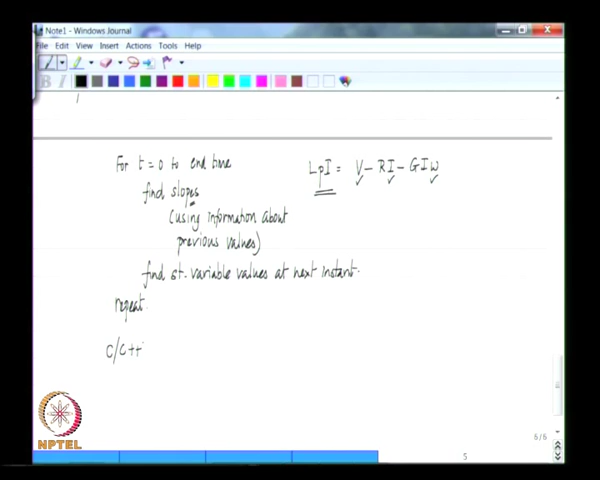 Note1 - Windows Journal
File Edit View Insert Actions Tools Help
For t = 0 to end time
find slopes
(using information about
previous values)
find st. variable values at next instant.
repeat.
C/C++
LpI = V - RI - GIω
NPTEL
6/6
5